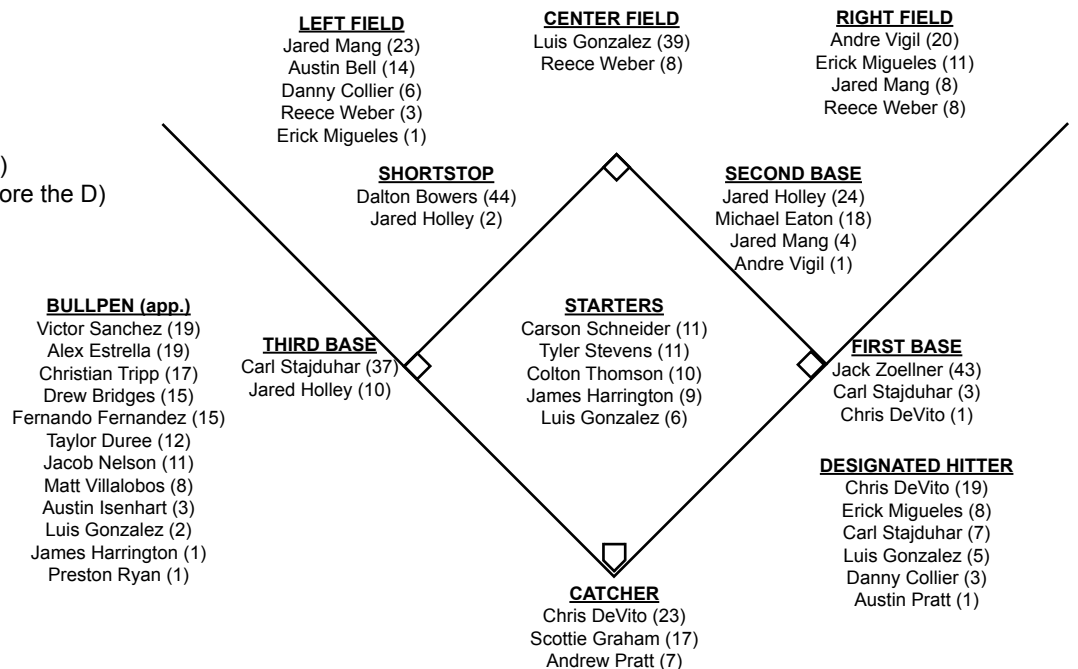 LEFT FIELD
Jared Mang (23)
Austin Bell (14)
Danny Collier (6)
Reece Weber (3)
Erick Migueles (1)
CENTER FIELD
Luis Gonzalez (39)
Reece Weber (8)
RIGHT FIELD
Andre Vigil (20)
Erick Migueles (11)
Jared Mang (8)
Reece Weber (8)
)
ore the D)
SHORTSTOP
Dalton Bowers (44)
Jared Holley (2)
SECOND BASE
Jared Holley (24)
Michael Eaton (18)
Jared Mang (4)
Andre Vigil (1)
BULLPEN (app.)
Victor Sanchez (19)
Alex Estrella (19)
Christian Tripp (17)
Drew Bridges (15)
Fernando Fernandez (15)
Taylor Duree (12)
Jacob Nelson (11)
Matt Villalobos (8)
Austin Isenhart (3)
Luis Gonzalez (2)
James Harrington (1)
Preston Ryan (1)
THIRD BASE
Carl Stajduhar (37)
Jared Holley (10)
STARTERS
Carson Schneider (11)
Tyler Stevens (11)
Colton Thomson (10)
James Harrington (9)
Luis Gonzalez (6)
FIRST BASE
Jack Zoellner (43)
Carl Stajduhar (3)
Chris DeVito (1)
DESIGNATED HITTER
Chris DeVito (19)
Erick Migueles (8)
Carl Stajduhar (7)
Luis Gonzalez (5)
Danny Collier (3)
Austin Pratt (1)
CATCHER
Chris DeVito (23)
Scottie Graham (17)
Andrew Pratt (7)